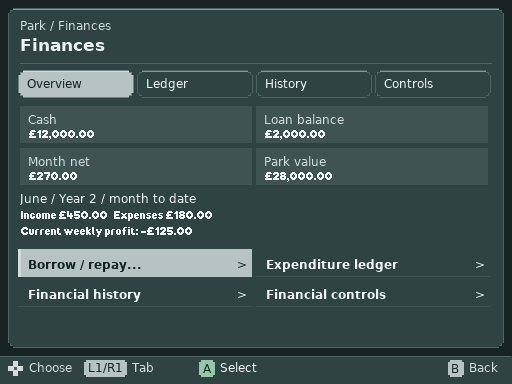 Park / Finances
Finances
Overview
Ledger
History
Controls
Cash
£12,000.00
Loan balance
£2,000.00
Month net
£270.00
Park value
£28,000.00
June / Year 2 / month to date
Income £450.00 Expenses £180.00
Current weekly profit: -£125.00
Borrow / repay... >
Expenditure ledger >
Financial history >
Financial controls >
Choose L1/R1 Tab A Select B Back